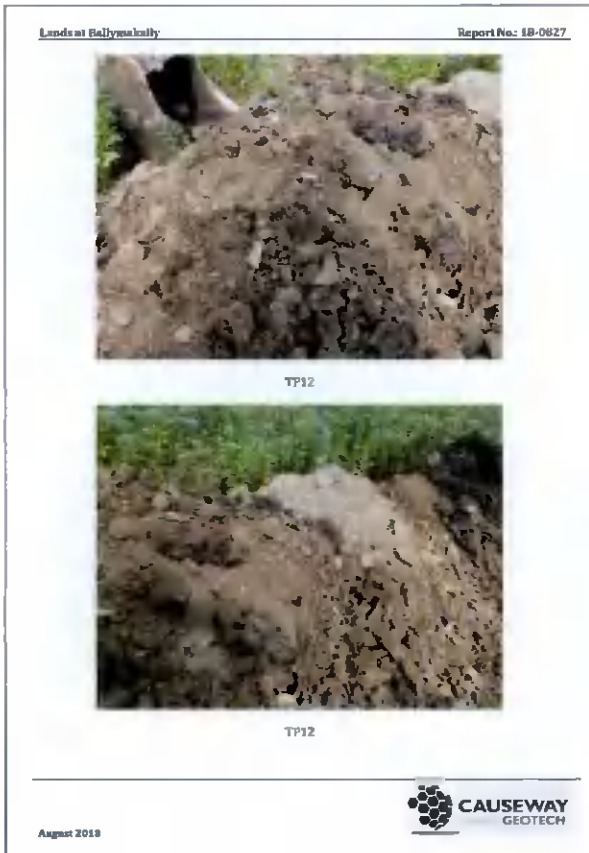 Lands at Ballymakally Report No.: 18-0827
TP12
TP12
CAUSEWAY
GEOTECH
August 2018